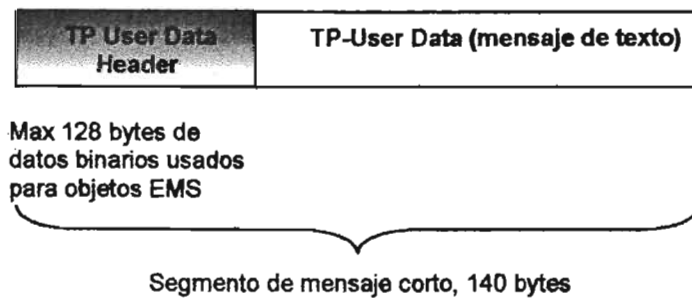 TP User Data
Header
TP-User Data (mensaje de texto)
Max 128 bytes de
datos binarios usados
para objetos EMS
Segmento de mensaje corto, 140 bytes